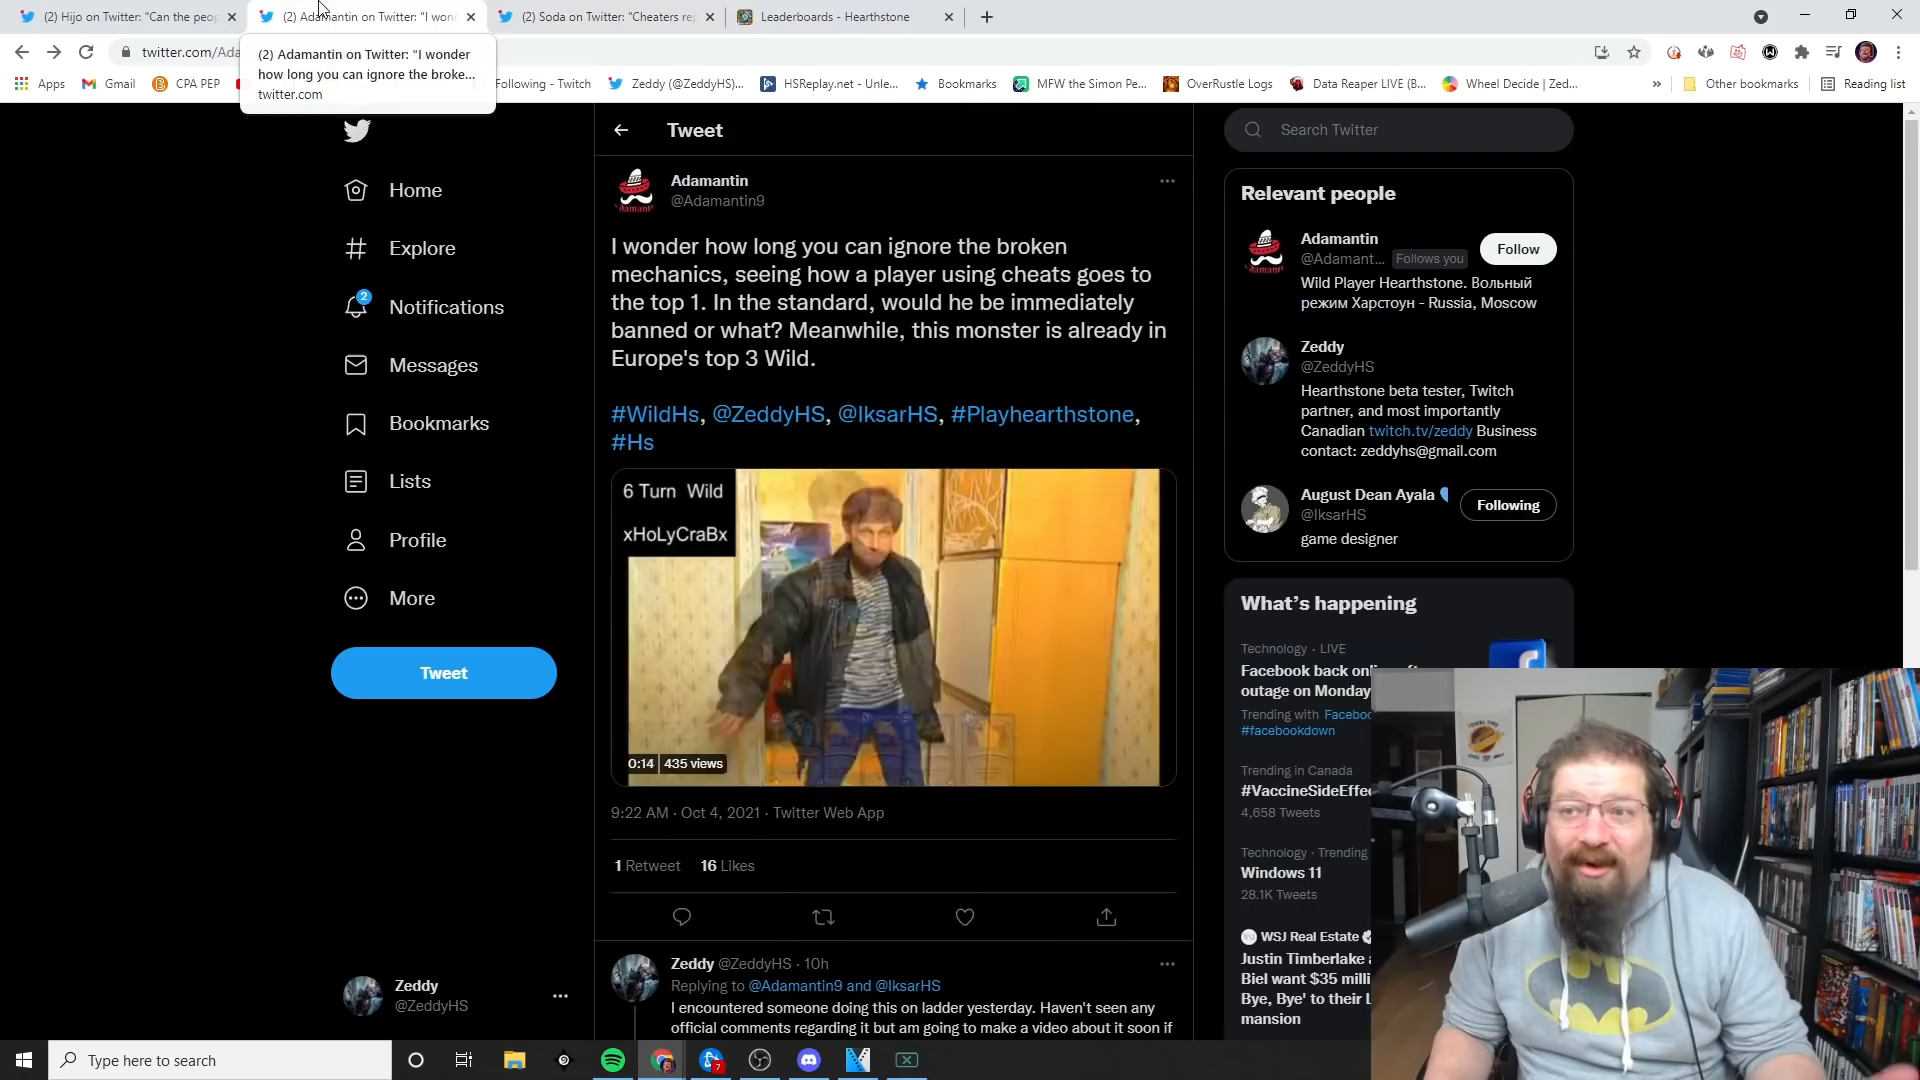 (2) Hijo on Twitter: "Can the peop
(2) Adamantin on Twitter: "I won
(2) Soda on Twitter: "Cheaters rep
Leaderboards - Hearthstone
twitter.com/Ada
(2) Adamantin on Twitter: "I wonder
how long you can ignore the broke...
twitter.com
Apps
Gmail
CPA PEP
Following - Twitch
Zeddy (@ZeddyHS)...
HSReplay.net - Unle...
Bookmarks
MFW the Simon Pe...
OverRustle Logs
Data Reaper LIVE (B...
Wheel Decide | Zed...
»
Other bookmarks
Reading list
Home
Explore
2
Notifications
Messages
Bookmarks
Lists
Profile
More
Tweet
Zeddy
@ZeddyHS
Tweet
Adamantin
@Adamantin9
I wonder how long you can ignore the broken
mechanics, seeing how a player using cheats goes to
the top 1. In the standard, would he be immediately
banned or what? Meanwhile, this monster is already in
Europe's top 3 Wild.
#WildHs, @ZeddyHS, @IksarHS, #Playhearthstone,
#Hs
6 Turn Wild
xHoLyCraBx
0:14 435 views
9:22 AM · Oct 4, 2021 · Twitter Web App
1 Retweet 16 Likes
Zeddy @ZeddyHS · 10h
Replying to @Adamantin9 and @IksarHS
I encountered someone doing this on ladder yesterday. Haven't seen any
official comments regarding it but am going to make a video about it soon if
Search Twitter
Relevant people
Adamantin
@Adamant... Follows you
Follow
Wild Player Hearthstone. Вольный
режим Харстоун - Russia, Moscow
Zeddy
@ZeddyHS
Hearthstone beta tester, Twitch
partner, and most importantly
Canadian twitch.tv/zeddy Business
contact: zeddyhs@gmail.com
August Dean Ayala
@IksarHS
Following
game designer
What's happening
Technology · LIVE
Facebook back onl
outage on Monday
Trending with Faceboo
#facebookdown
Trending in Canada
#VaccineSideEffec
4,658 Tweets
Technology · Trending
Windows 11
28.1K Tweets
WSJ Real Estate
Justin Timberlake
Biel want $35 milli
Bye, Bye' to their L
mansion
Type here to search
7